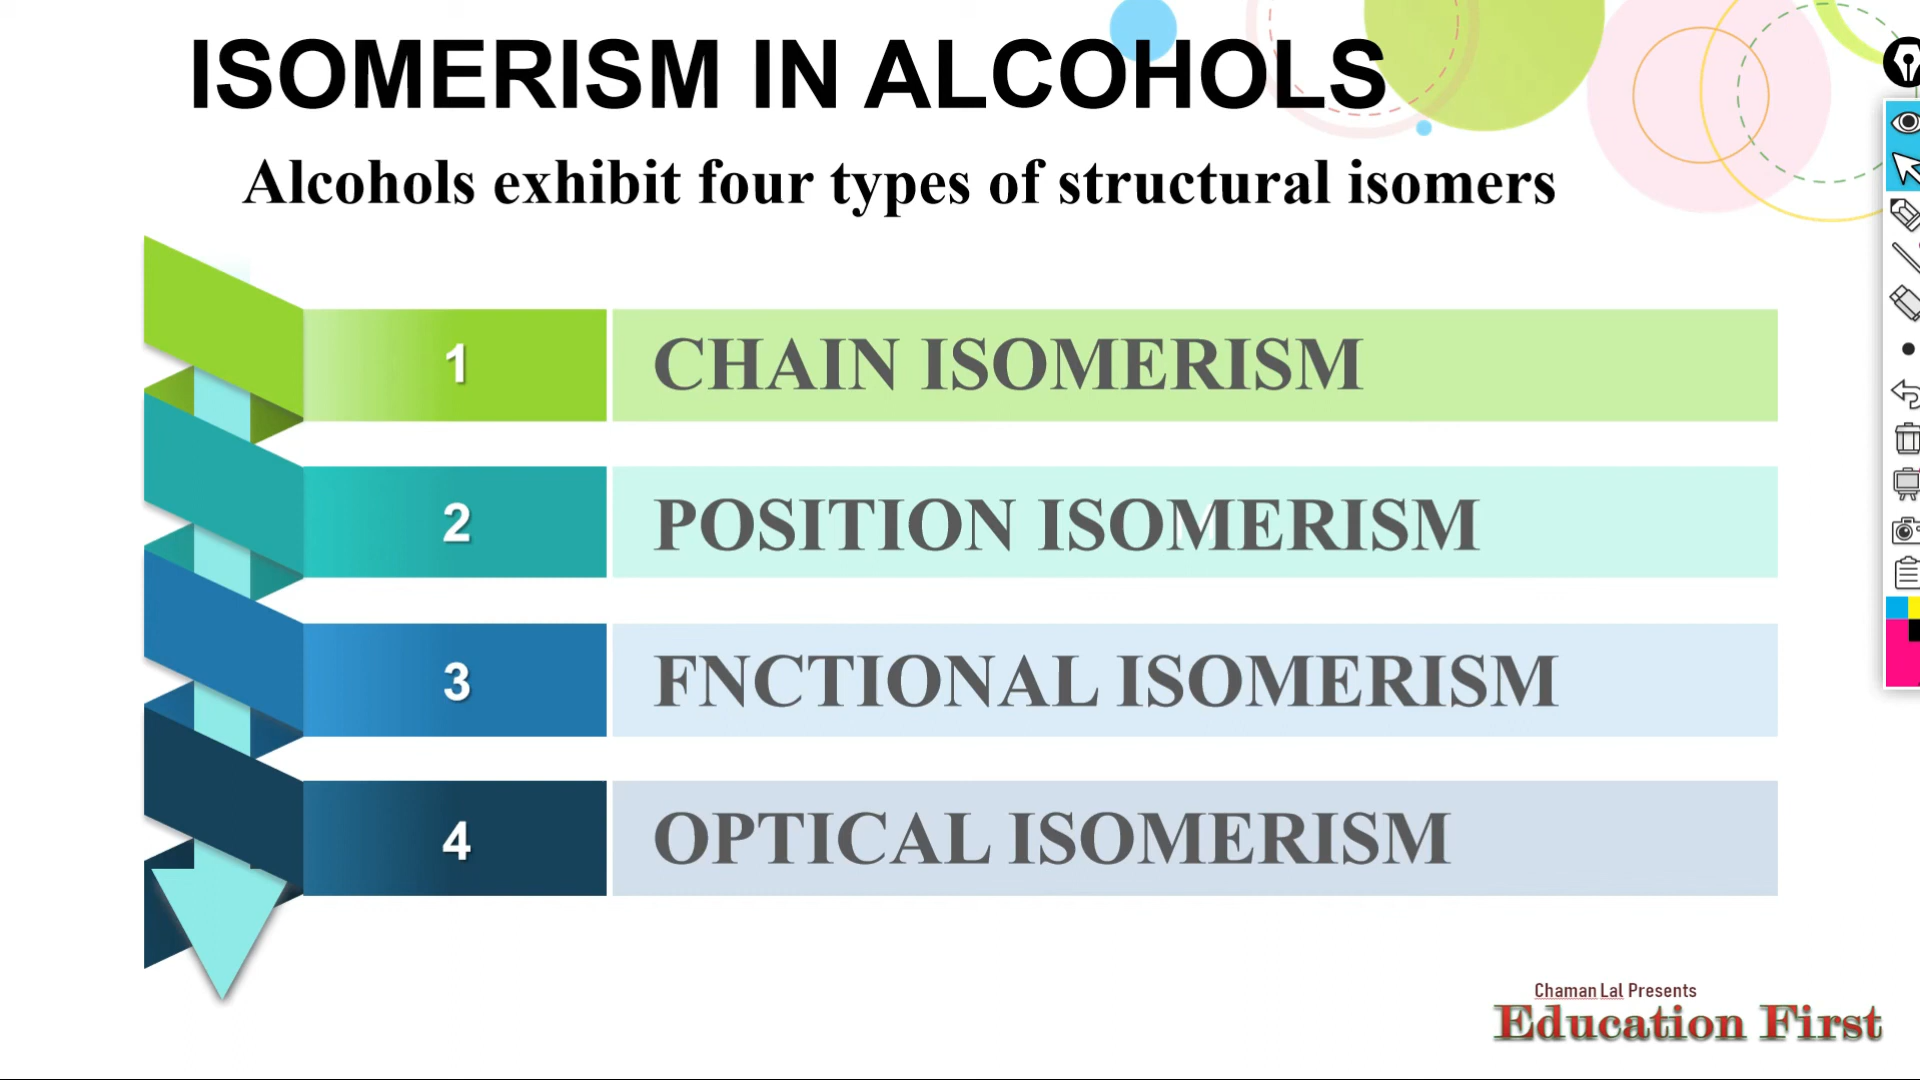 ISOMERISM IN ALCOHOLS
Alcohols exhibit four types of structural isomers
1 CHAIN ISOMERISM
2 POSITION ISOMERISM
3 FNCTIONAL ISOMERISM
4 OPTICAL ISOMERISM
Chaman Lal Presents
Education First